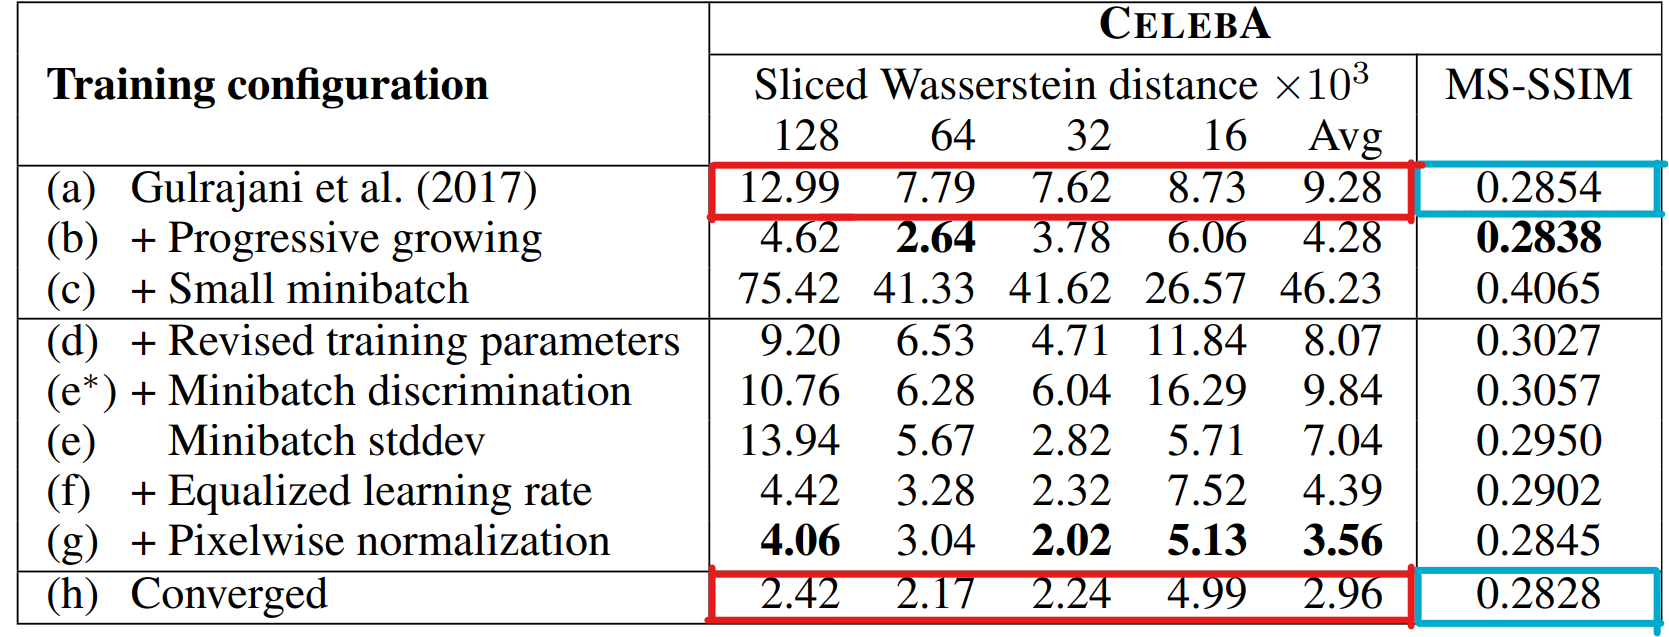 CELEBA
Training configuration Sliced Wasserstein distance ×10³ MS-SSIM
128 64 32 16 Avg
(a) Gulrajani et al. (2017) 12.99 7.79 7.62 8.73 9.28 0.2854
(b) + Progressive growing 4.62 2.64 3.78 6.06 4.28 0.2838
(c) + Small minibatch 75.42 41.33 41.62 26.57 46.23 0.4065
(d) + Revised training parameters 9.20 6.53 4.71 11.84 8.07 0.3027
(e*) + Minibatch discrimination 10.76 6.28 6.04 16.29 9.84 0.3057
(e) Minibatch stddev 13.94 5.67 2.82 5.71 7.04 0.2950
(f) + Equalized learning rate 4.42 3.28 2.32 7.52 4.39 0.2902
(g) + Pixelwise normalization 4.06 3.04 2.02 5.13 3.56 0.2845
(h) Converged 2.42 2.17 2.24 4.99 2.96 0.2828